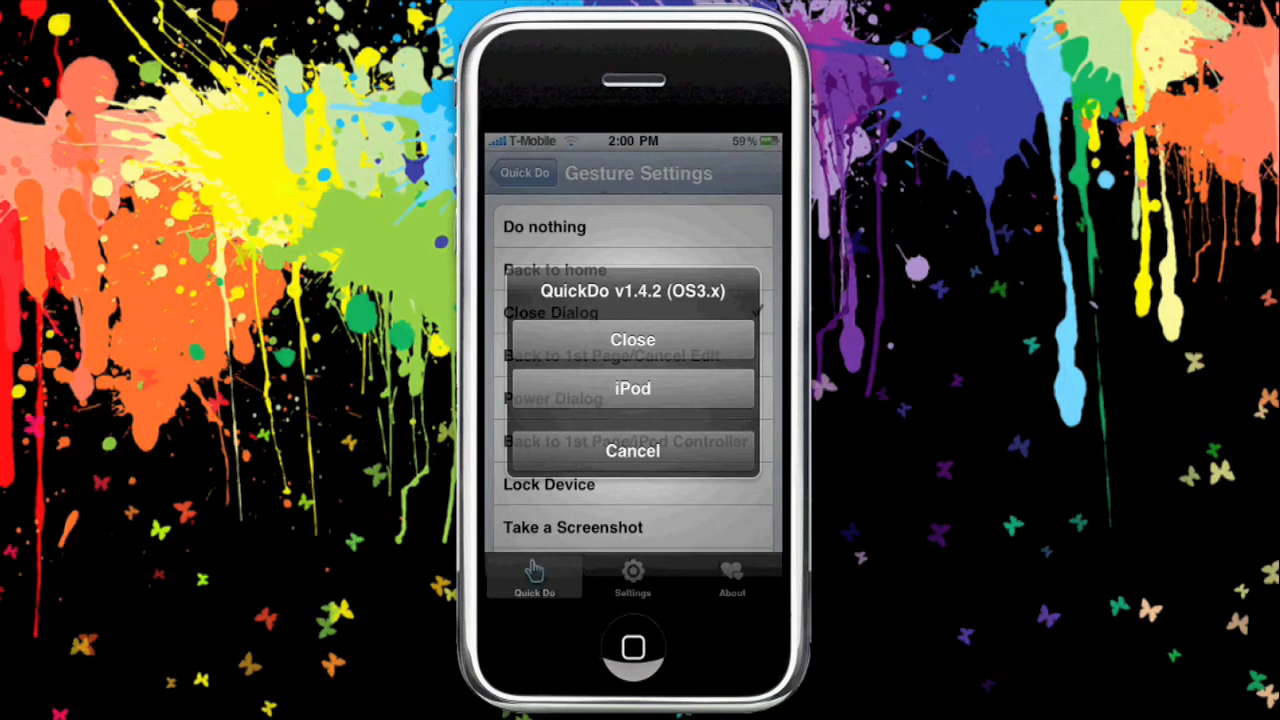 T-Mobile 2:00 PM 59%
Quick Do Gesture Settings
Do nothing
Back to home
QuickDo v1.4.2 (OS3.x)
Close Dialog
Close
Back to 1st Page/Cancel Edit
iPod
Power Dialog
Back to 1st Page/iPod Controller
Cancel
Lock Device
Take a Screenshot
Quick Do Settings About